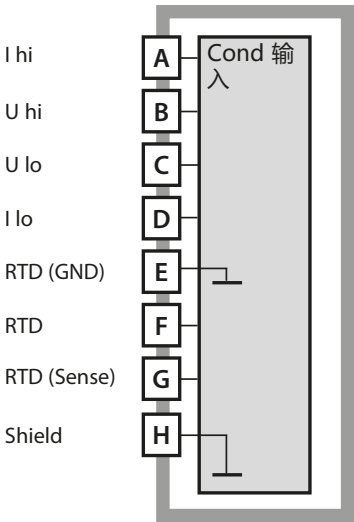 I hi
A
Cond 输
入
U hi
B
U lo
C
I lo
D
RTD (GND)
E
RTD
F
RTD (Sense)
G
Shield
H